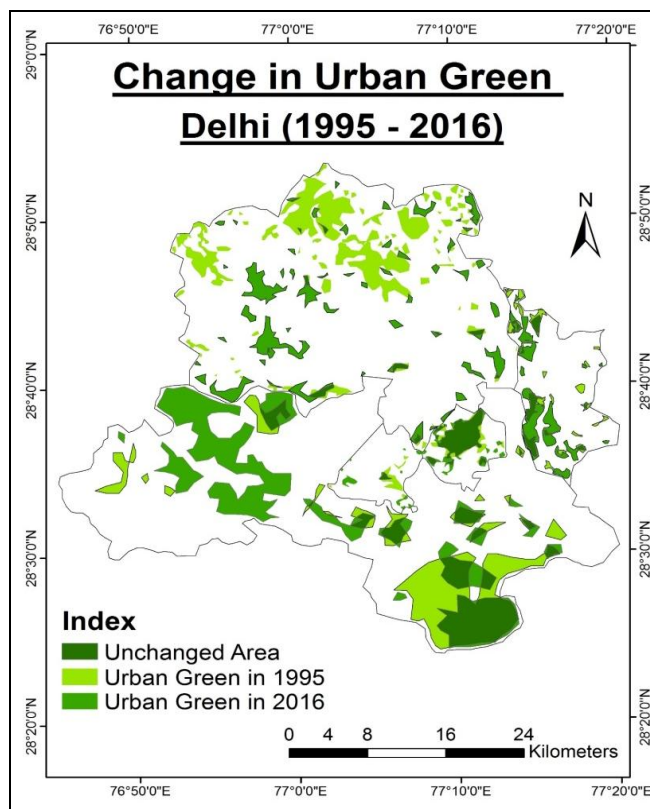 76°50'0"E 77°0'0"E 77°10'0"E 77°20'0"E
29°0'0"N
Change in Urban Green
Delhi (1995 - 2016)
N
28°50'0"N 28°50'0"N
28°40'0"N 28°40'0"N
28°30'0"N 28°30'0"N
Index
Unchanged Area
Urban Green in 1995
Urban Green in 2016
28°20'0"N 28°20'0"N
0 4 8 16 24
Kilometers
76°50'0"E 77°0'0"E 77°10'0"E 77°20'0"E